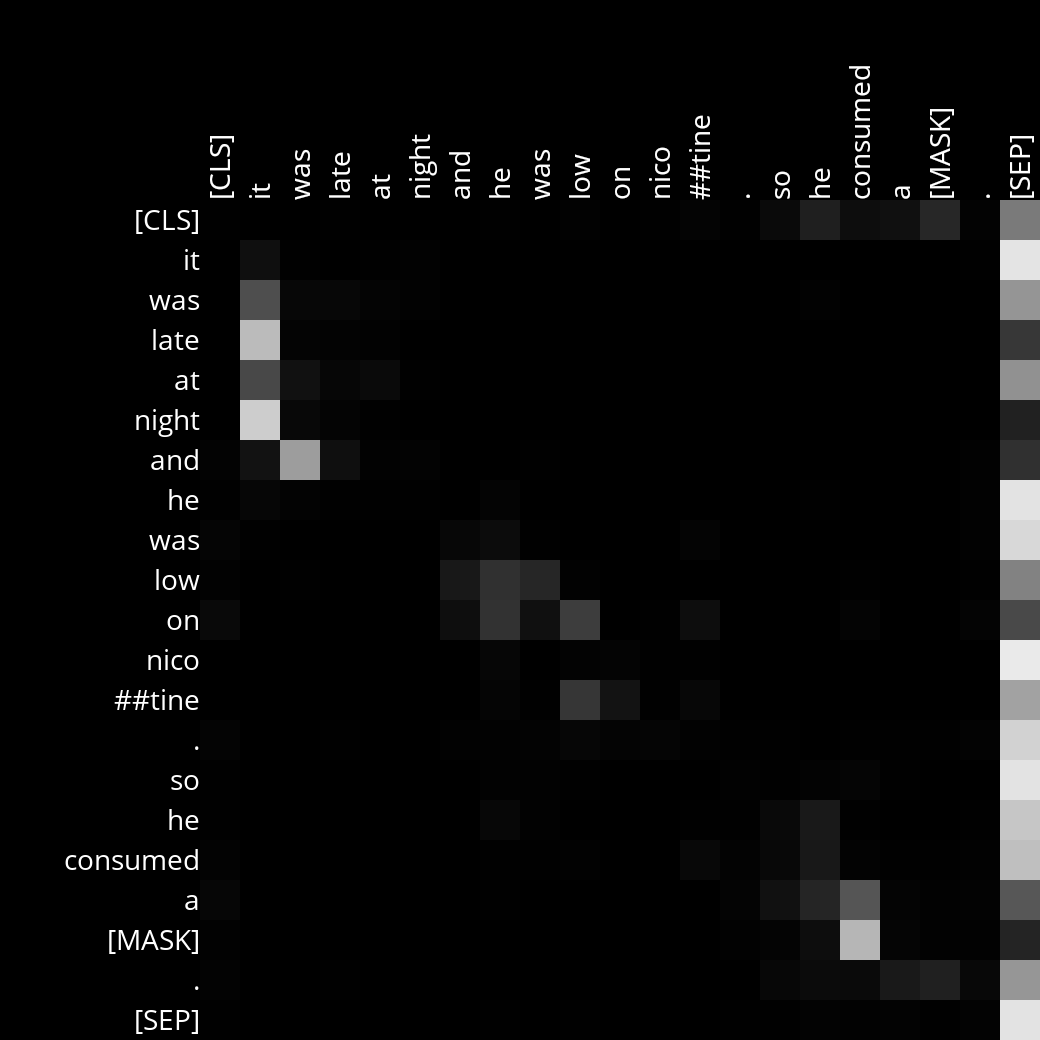 [CLS] it was late at night and he was low on nico ##tine . so he consumed a [MASK] . [SEP]
[CLS]
it
was
late
at
night
and
he
was
low
on
nico
##tine
.
so
he
consumed
a
[MASK]
.
[SEP]